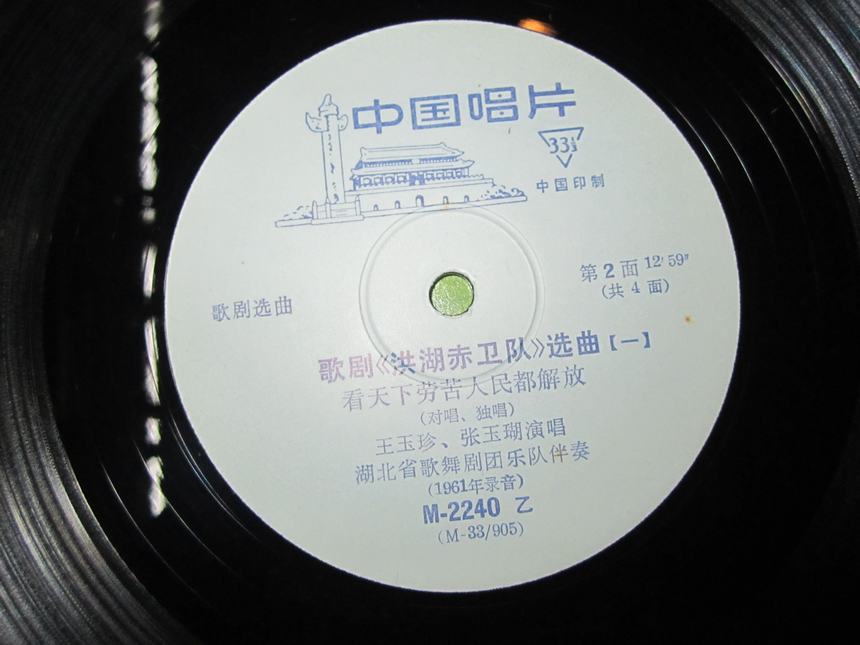 中国唱片
33⅓
中国印制
第2面 12′59″
(共 4 面)
歌剧选曲
歌剧《洪湖赤卫队》选曲【一】
看天下劳苦人民都解放
(对唱、独唱)
王玉珍、张玉瑚演唱
湖北省歌舞剧团乐队伴奏
(1961年录音)
M-2240 乙
(M-33/905)